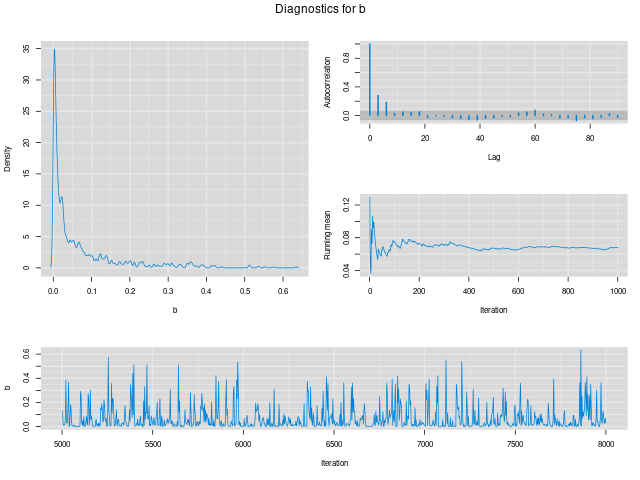 Diagnostics for b
Density
0 5 10 15 20 25 30 35
0.0 0.1 0.2 0.3 0.4 0.5 0.6
b
Autocorrelation
0.0 0.4 0.8
0 20 40 60 80
Lag
Running mean
0.04 0.08 0.12
0 200 400 600 800 1000
Iteration
b
0.0 0.2 0.4 0.6
5000 5500 6000 6500 7000 7500 8000
Iteration